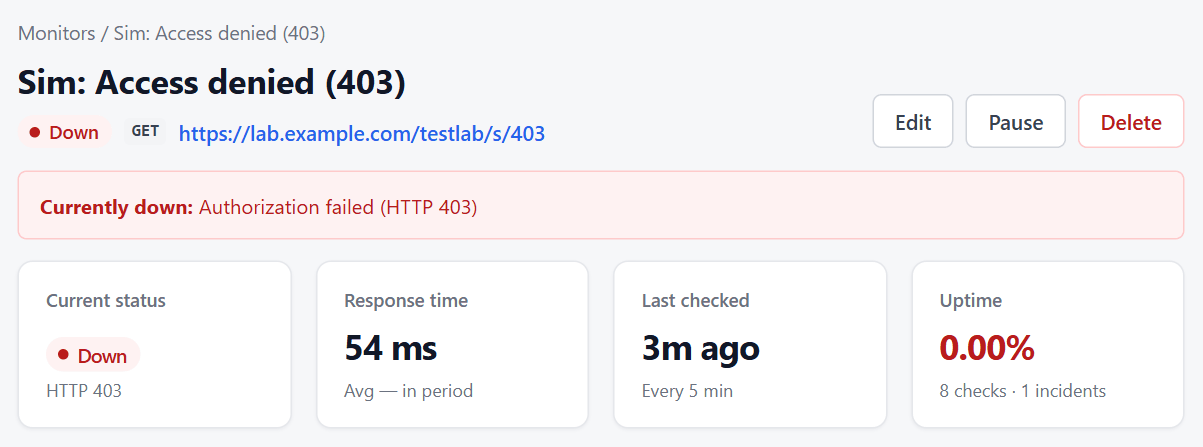 Monitors / Sim: Access denied (403)
Sim: Access denied (403)
Down GET https://lab.example.com/testlab/s/403
Edit Pause Delete
Currently down: Authorization failed (HTTP 403)
Current status Response time Last checked Uptime
Down 54 ms 3m ago 0.00%
HTTP 403 Avg — in period Every 5 min 8 checks · 1 incidents